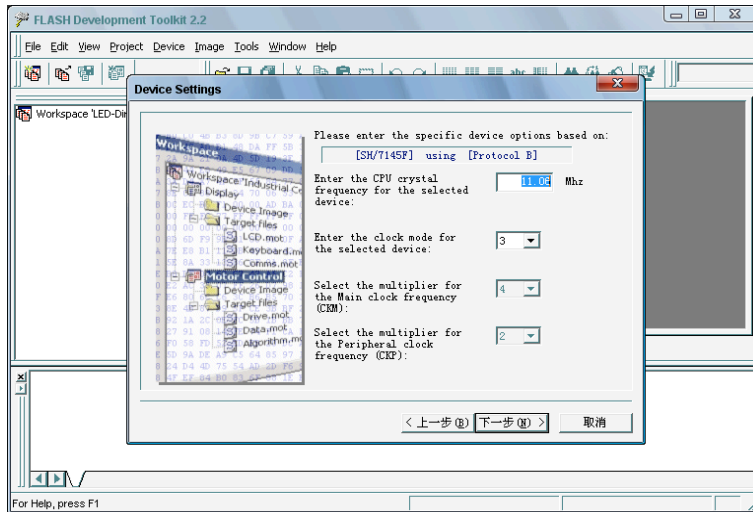 FLASH Development Toolkit 2.2
File Edit View Project Device Image Tools Window Help
abc
Device Settings
Workspace 'LED-Dir
Workspace
Workspace 'Industrial Ce
Display
Device Image
Target files
LCD.mot
Keyboard.m
Comms.mot
Motor Control
Device Image
Target files
Drive.mot
Data.mot
Algorithm.m
Please enter the specific device options based on:
[SH/7145F] using [Protocol B]
Enter the CPU crystal
frequency for the selected
device:
Mhz
Enter the clock mode for
the selected device:
3
Select the multiplier for
the Main clock frequency
(CKM):
4
Select the multiplier for
the Peripheral clock
frequency (CKP):
2
< 上一步(B)
下一步(N) >
取消
For Help, press F1